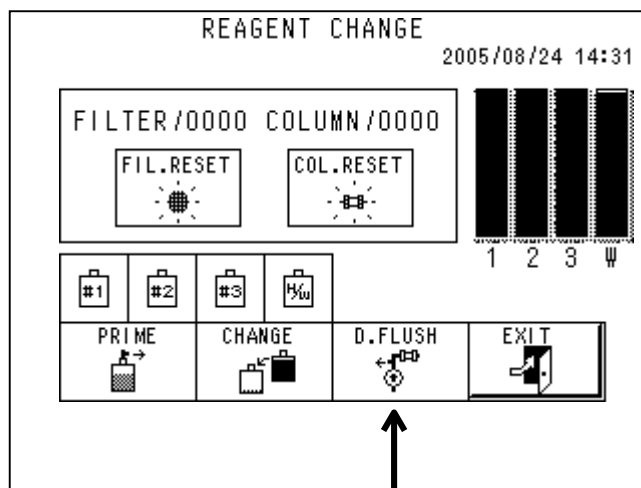 REAGENT CHANGE
2005/08/24 14:31
FILTER/0000 COLUMN/0000
FIL.RESET COL.RESET
1 2 3 W
#1 #2 #3 H/W
PRIME CHANGE D.FLUSH EXIT